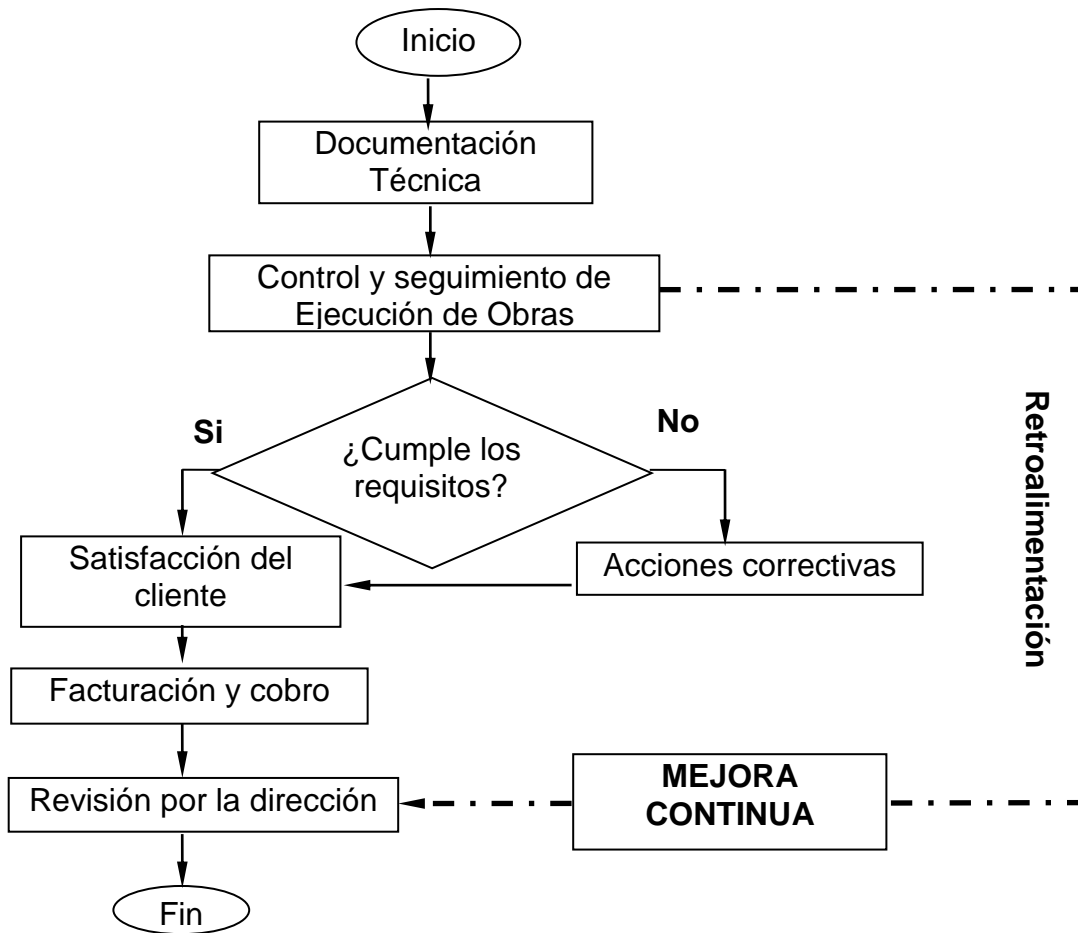 Inicio
Documentación
Técnica
Control y seguimiento de
Ejecución de Obras
Si
No
¿Cumple los
requisitos?
Satisfacción del
cliente
Acciones correctivas
Retroalimentación
Facturación y cobro
MEJORA
CONTINUA
Revisión por la dirección
Fin